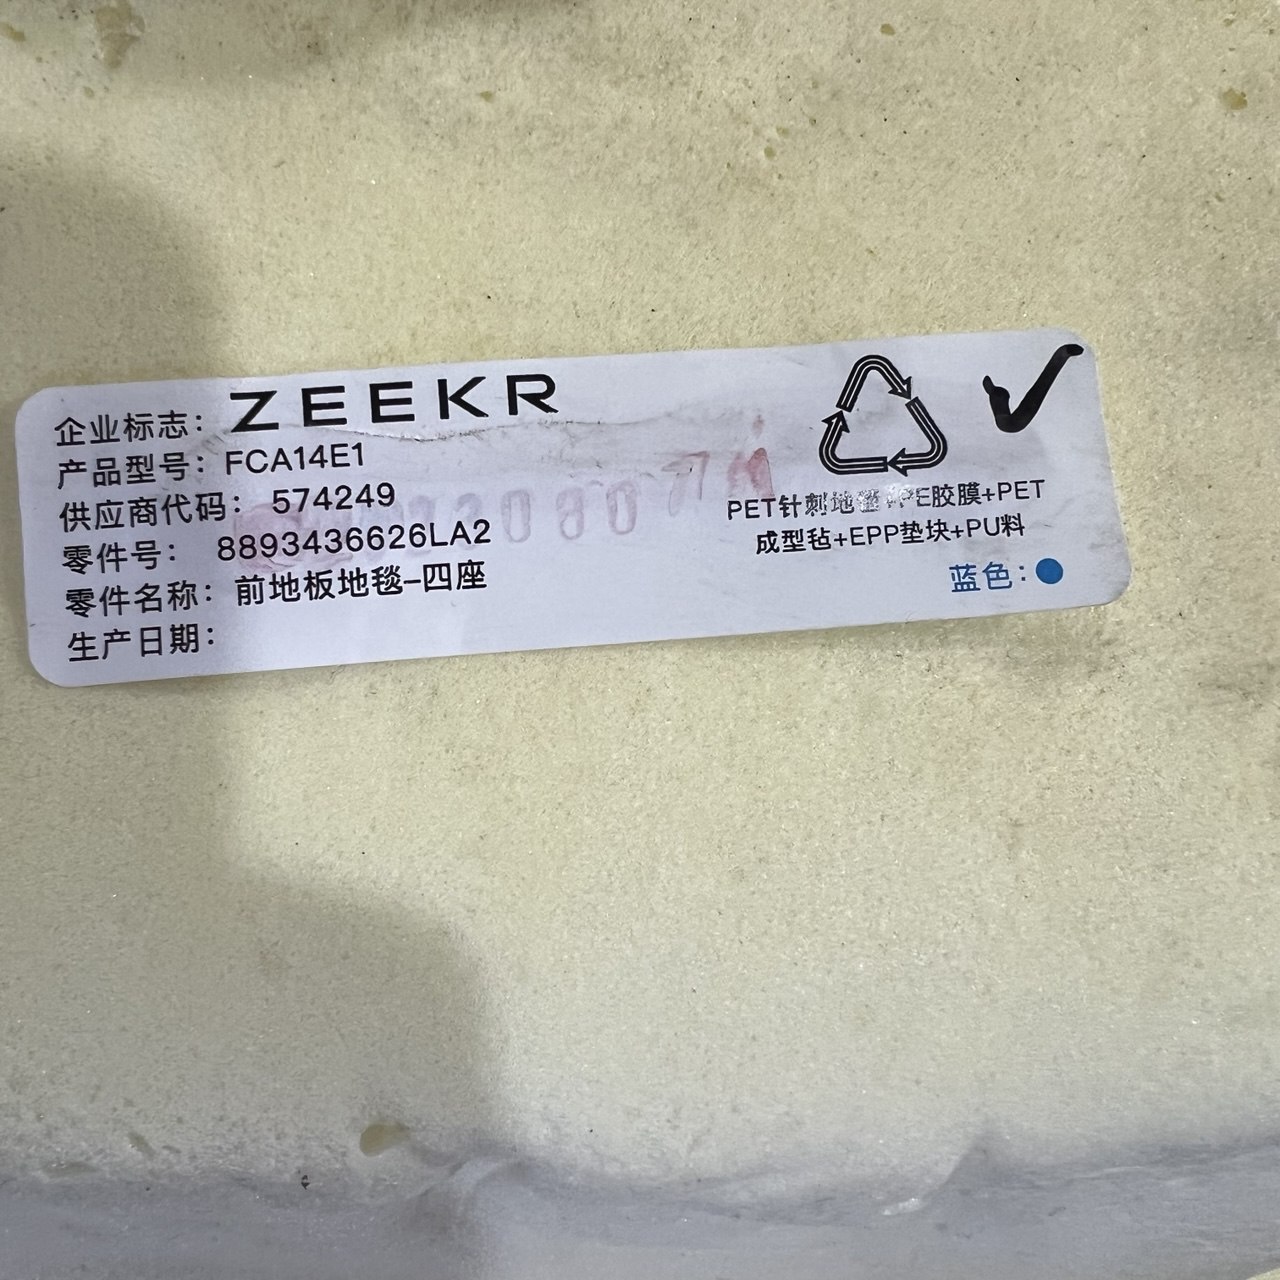 企业标志：ZEEKR
产品型号：FCA14E1
供应商代码：574249
零件号：8893436626LA2
零件名称：前地板地毯-四座
生产日期：
PET针刺地毯+PE胶膜+PET
成型毡+EPP垫块+PU料
蓝色：